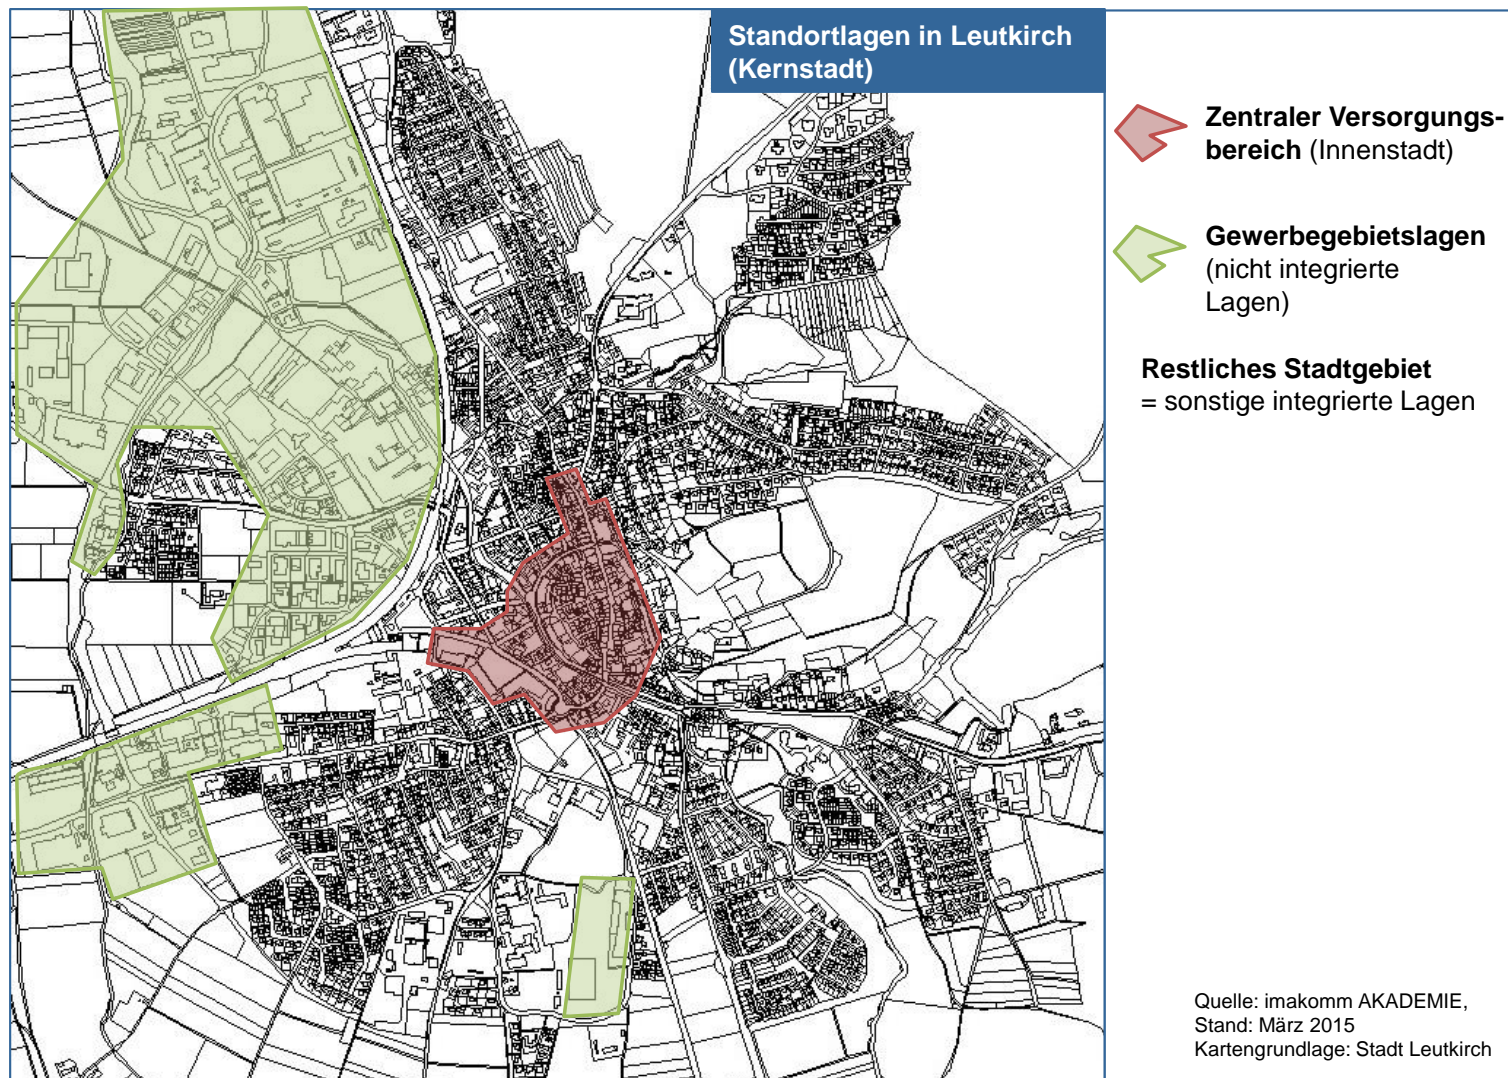 Standortlagen in Leutkirch
(Kernstadt)
Zentraler Versorgungs-
bereich (Innenstadt)
Gewerbegebietslagen
(nicht integrierte
Lagen)
Restliches Stadtgebiet
= sonstige integrierte Lagen
Quelle: imakomm AKADEMIE,
Stand: März 2015
Kartengrundlage: Stadt Leutkirch